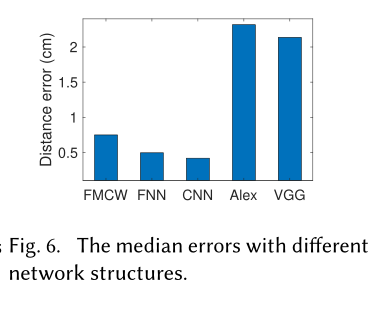 Distance error (cm)
2
1.5
1
0.5
FMCW FNN CNN Alex VGG
s Fig. 6. The median errors with different
network structures.